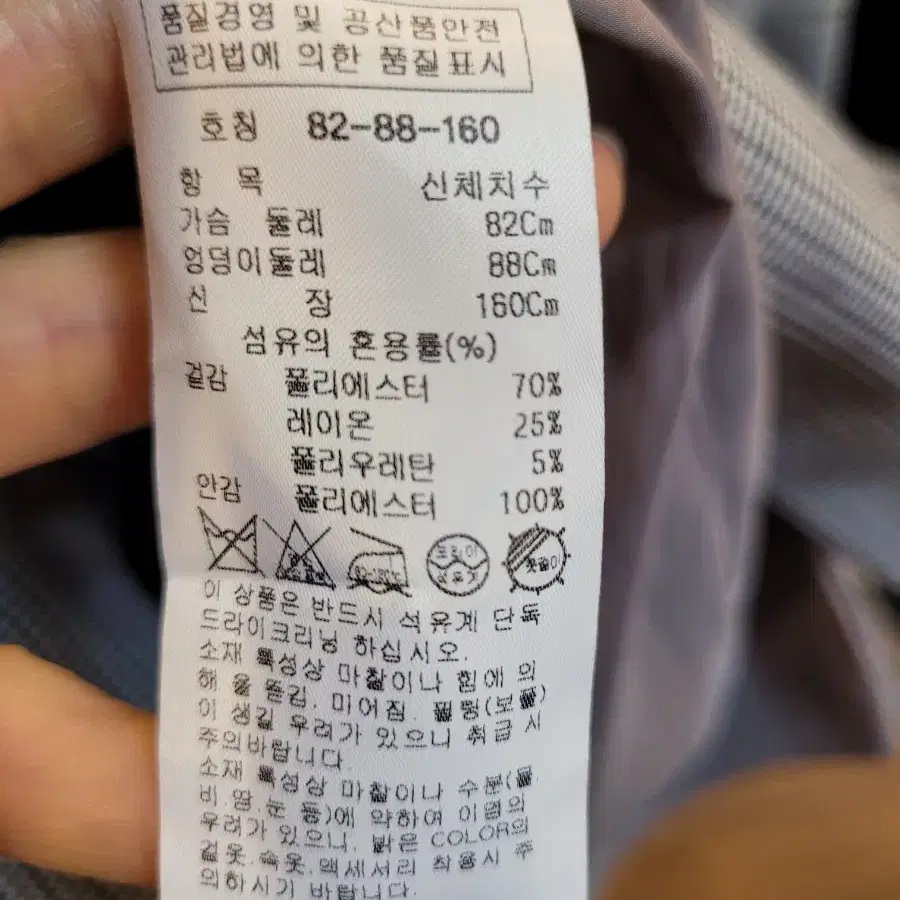 품질경영 및 공산품안전
관리법에 의한 품질표시
호칭 82-88-160
항 목 신체치수
가슴 둘레 82Cm
엉덩이둘레 88Cm
신 장 160Cm
섬유의 혼용률(%)
겉감 폴리에스터 70%
레이온 25%
폴리우레탄 5%
안감 폴리에스터 100%
드라이
석유계
옷걸이
이 상품은 반드시 석유계 단독
드라이크리닝 하십시오.
소재 특성상 마찰이나 힘에 의
해 올뜯김. 미어짐. 필링(보풀)
이 생길 우려가 있으니 취급 시
주의바랍니다.
소재 특성상 마찰이나 수분(물.
비.땀.눈 등)에 약하여 이염의
우려가 있으니. 밝은 COLOR의
겉옷.속옷.액세서리 착용시 주
의하시기 바랍니다.